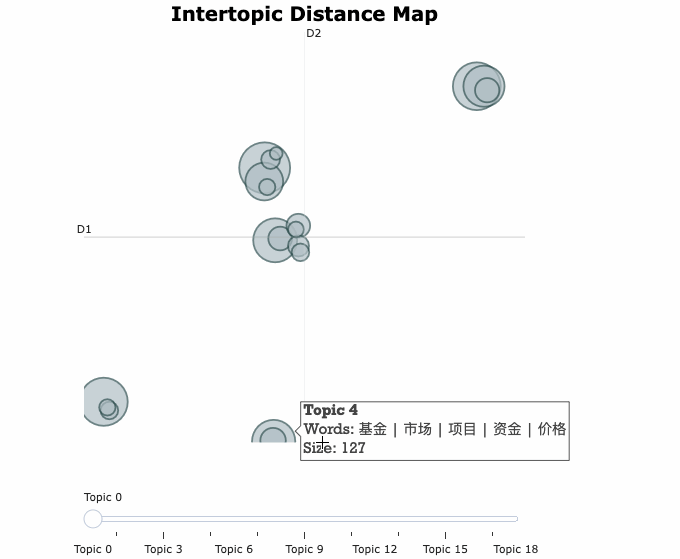 Intertopic Distance Map
D2
D1
Topic 4
Words: 基金 | 市场 | 项目 | 资金 | 价格
Size: 127
Topic 0
Topic 0 Topic 3 Topic 6 Topic 9 Topic 12 Topic 15 Topic 18